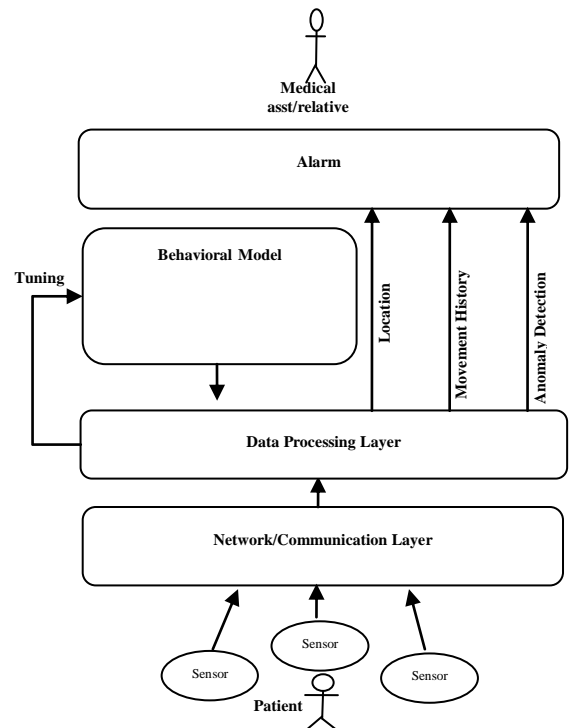 Medical
asst/relative
Alarm
Behavioral Model
Tuning
Location
Movement History
Anomaly Detection
Data Processing Layer
Network/Communication Layer
Sensor
Sensor
Sensor
Patient